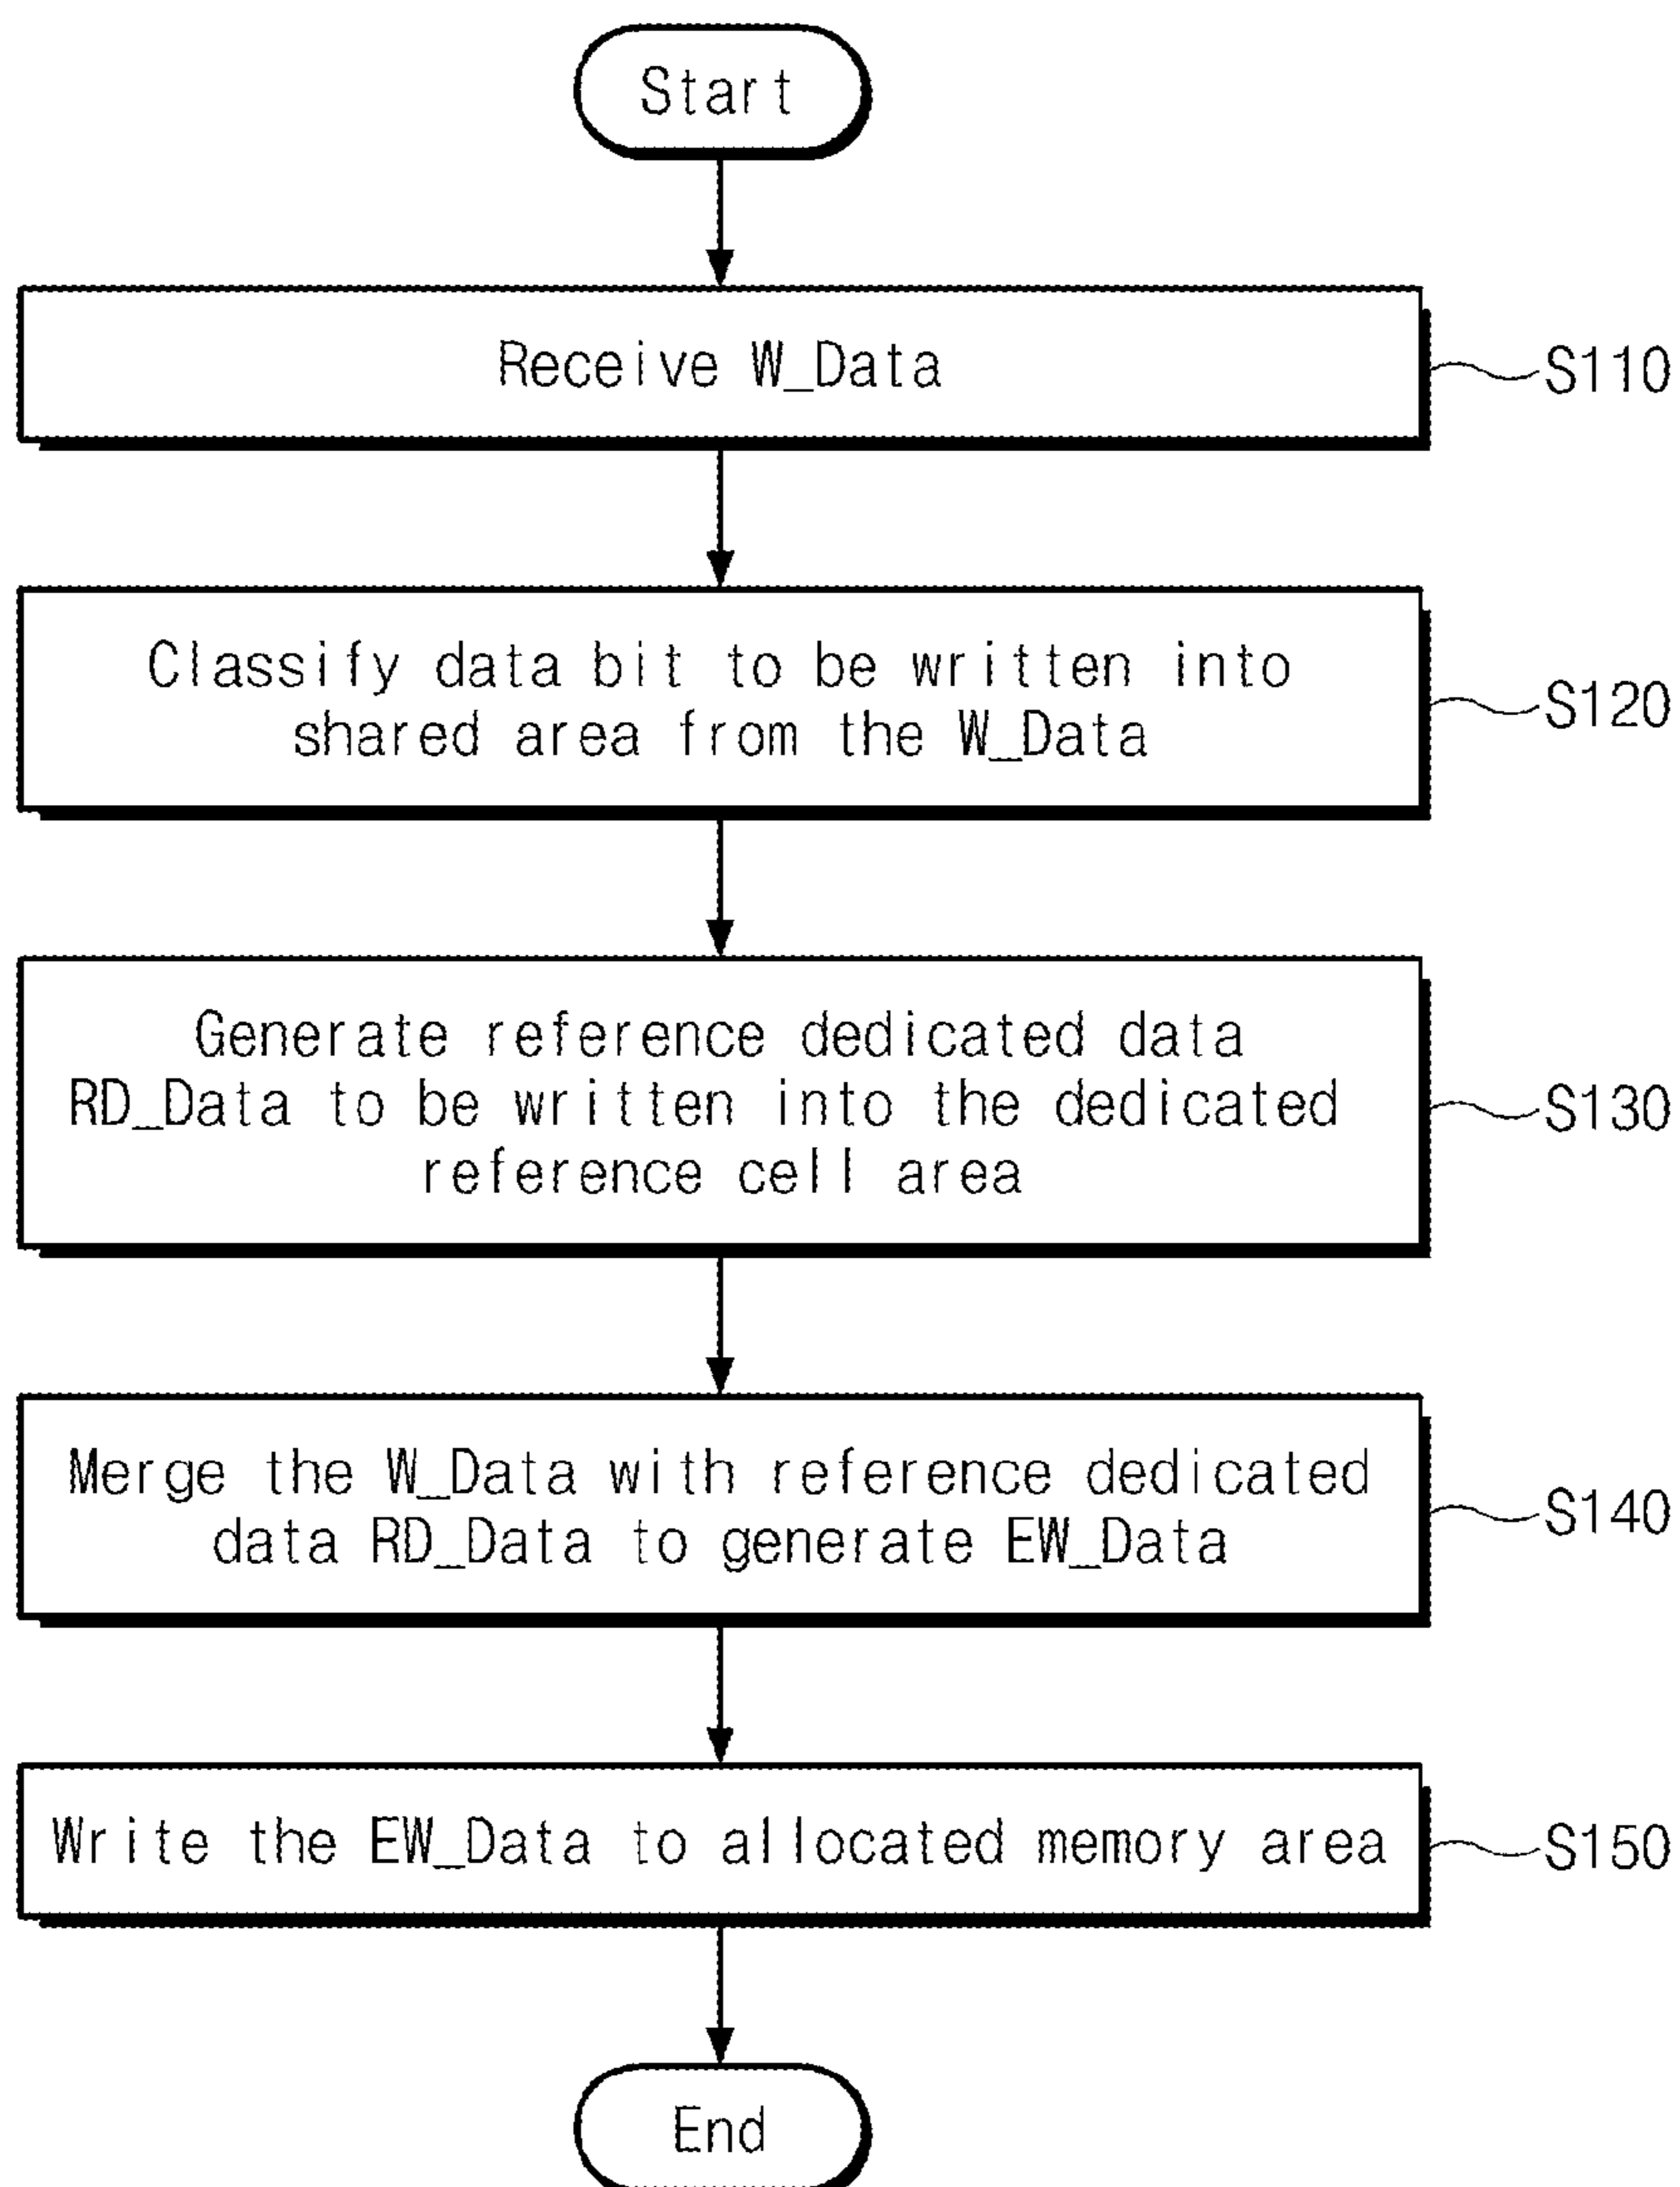 Start
Receive W_Data
S110
Classify data bit to be written into
shared area from the W_Data
S120
Generate reference dedicated data
RD_Data to be written into the dedicated
reference cell area
S130
Merge the W_Data with reference dedicated
data RD_Data to generate EW_Data
S140
Write the EW_Data to allocated memory area
S150
End